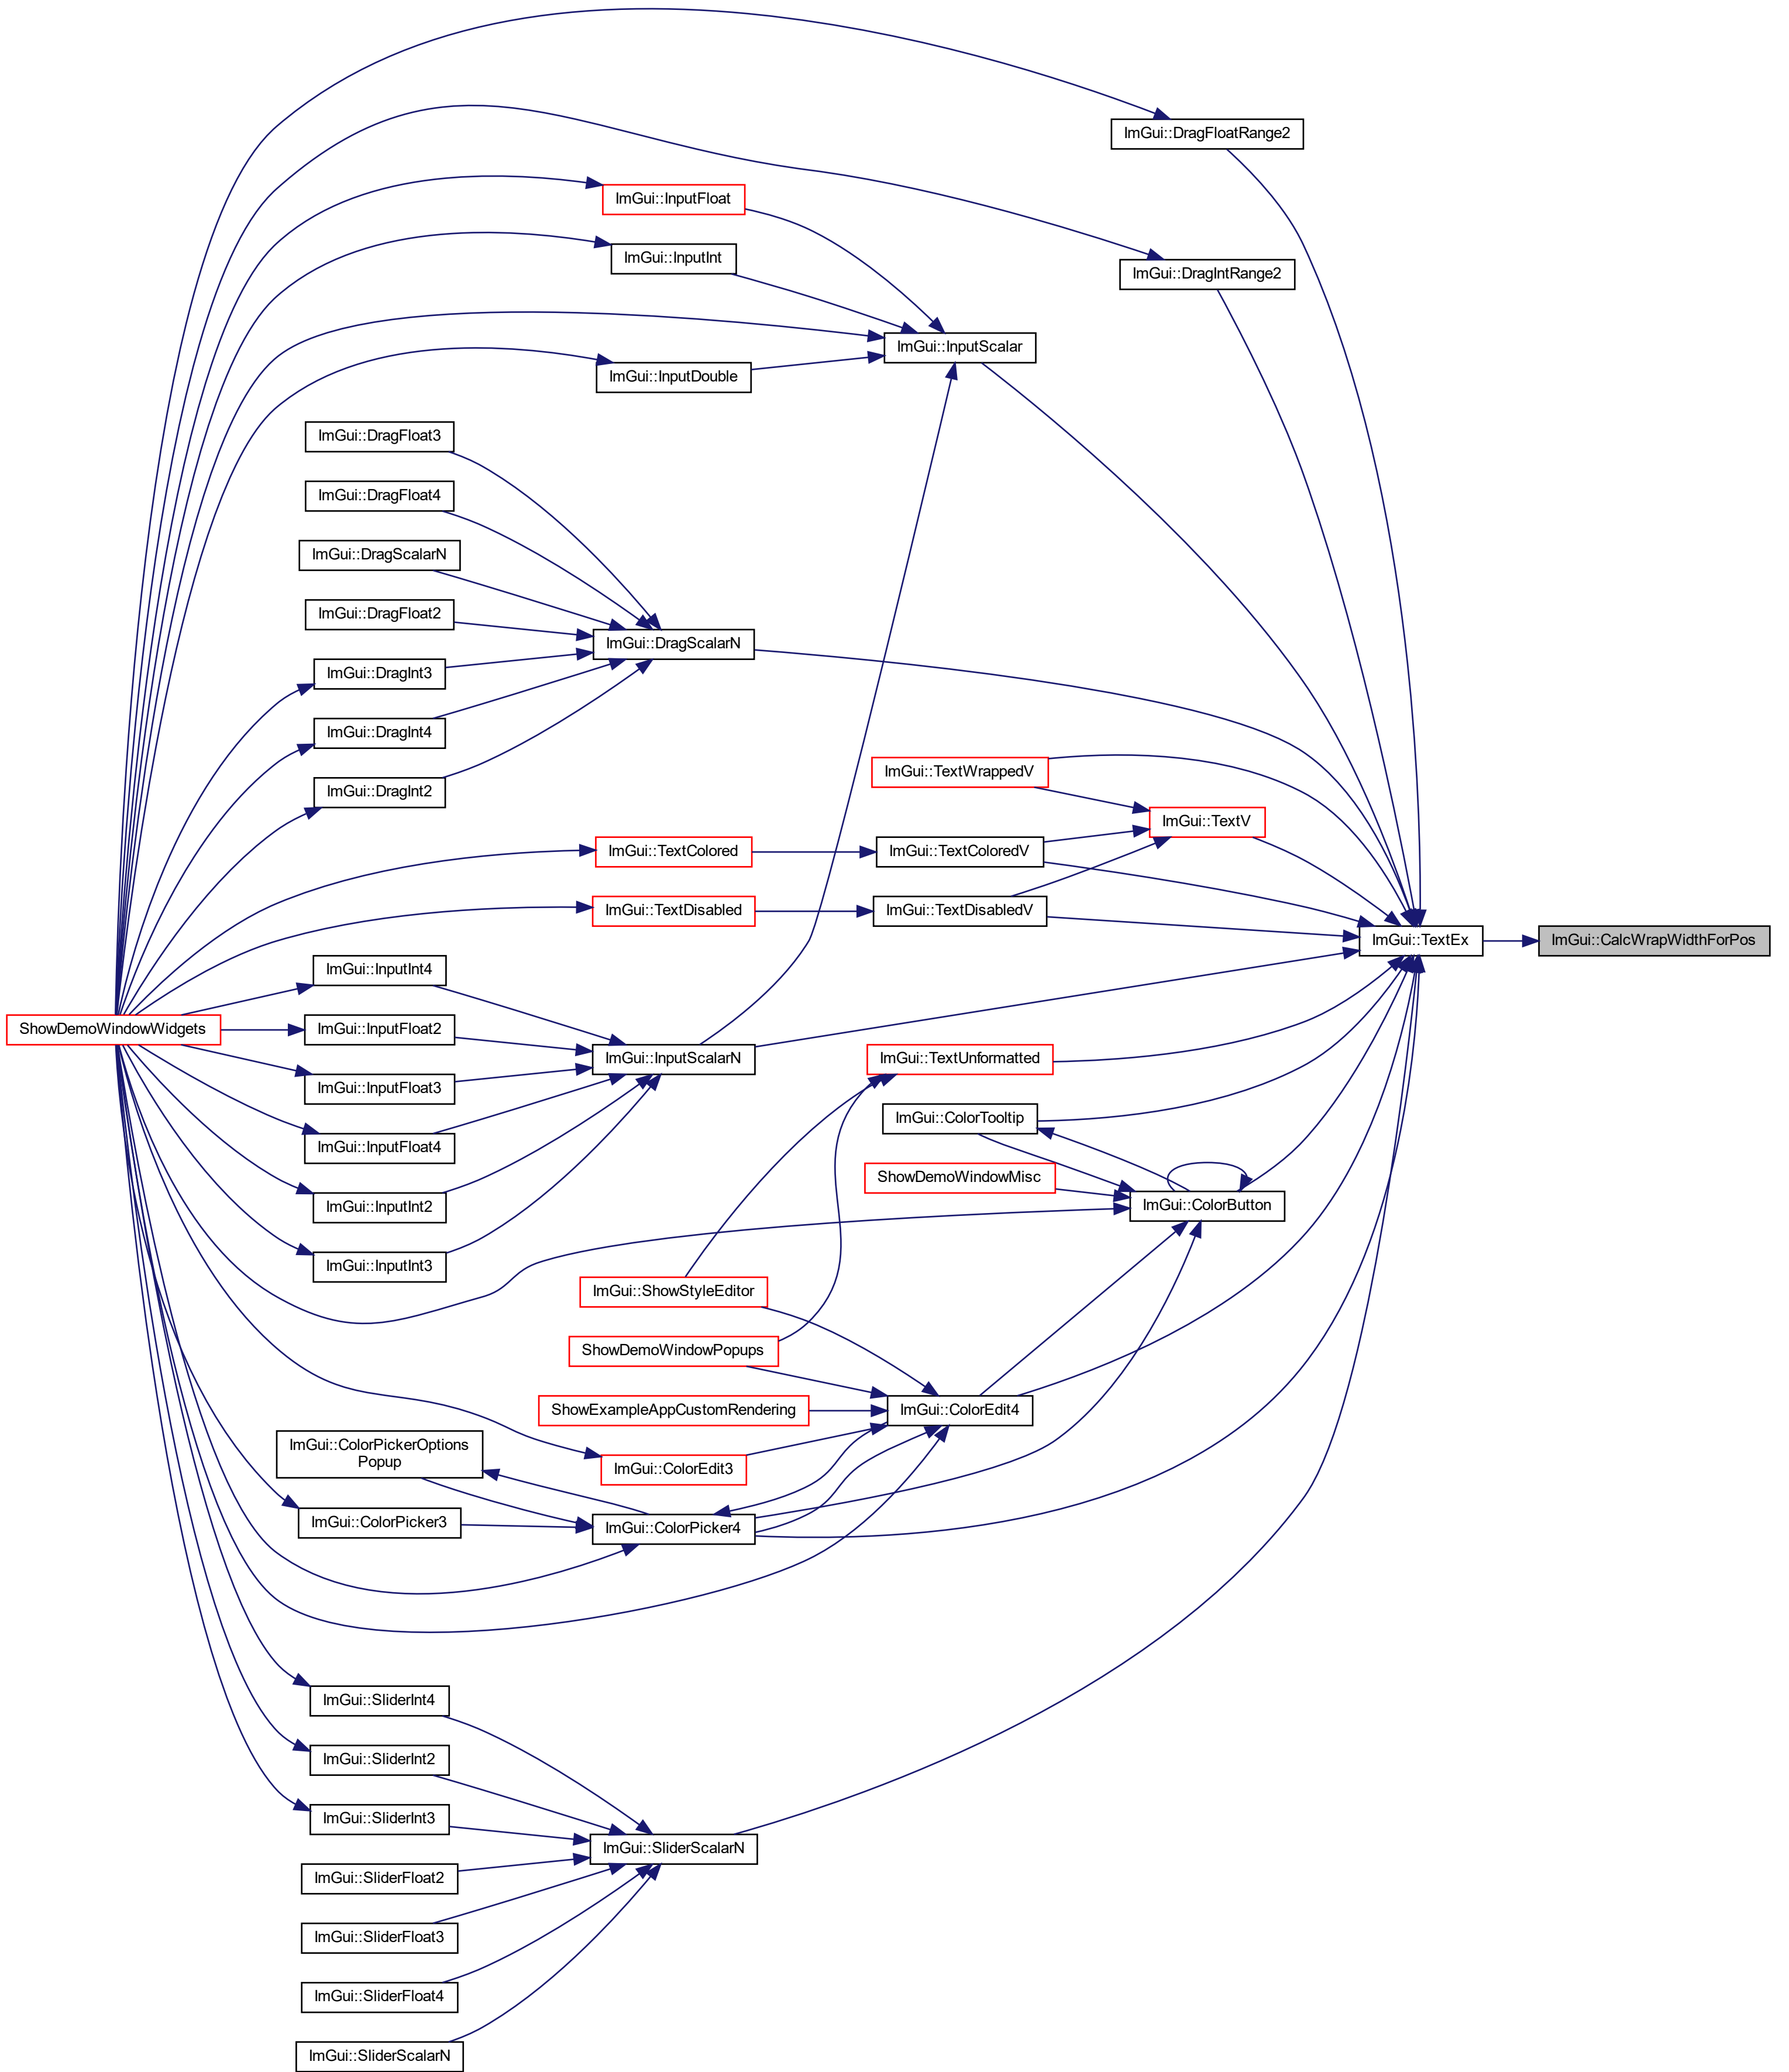 ImGui::DragFloatRange2
ImGui::InputFloat
ImGui::InputInt
ImGui::DragIntRange2
ImGui::InputScalar
ImGui::InputDouble
ImGui::DragFloat3
ImGui::DragFloat4
ImGui::DragScalarN
ImGui::DragFloat2
ImGui::DragScalarN
ImGui::DragInt3
ImGui::DragInt4
ImGui::TextWrappedV
ImGui::DragInt2
ImGui::TextV
ImGui::TextColored
ImGui::TextColoredV
ImGui::TextDisabled
ImGui::TextDisabledV
ImGui::TextEx
ImGui::CalcWrapWidthForPos
ImGui::InputInt4
ShowDemoWindowWidgets
ImGui::InputFloat2
ImGui::InputScalarN
ImGui::TextUnformatted
ImGui::InputFloat3
ImGui::ColorTooltip
ImGui::InputFloat4
ShowDemoWindowMisc
ImGui::InputInt2
ImGui::ColorButton
ImGui::InputInt3
ImGui::ShowStyleEditor
ShowDemoWindowPopups
ShowExampleAppCustomRendering
ImGui::ColorEdit4
ImGui::ColorPickerOptions
Popup
ImGui::ColorEdit3
ImGui::ColorPicker3
ImGui::ColorPicker4
ImGui::SliderInt4
ImGui::SliderInt2
ImGui::SliderInt3
ImGui::SliderScalarN
ImGui::SliderFloat2
ImGui::SliderFloat3
ImGui::SliderFloat4
ImGui::SliderScalarN